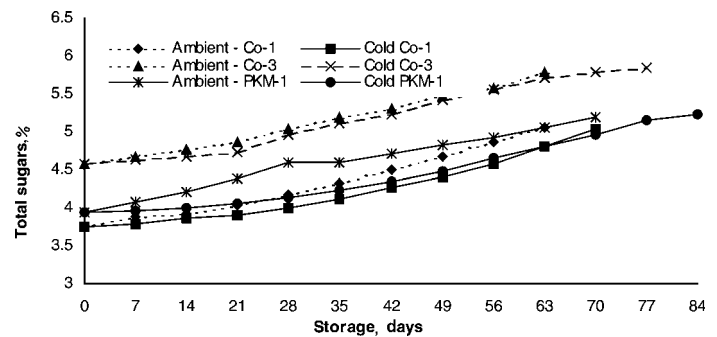 6.5
6
5.5
5
4.5
4
3.5
3
Total sugars,%
Ambient - Co-1
Cold Co-1
Ambient - Co-3
Cold Co-3
Ambient - PKM-1
Cold PKM-1
0 7 14 21 28 35 42 49 56 63 70 77 84
Storage, days